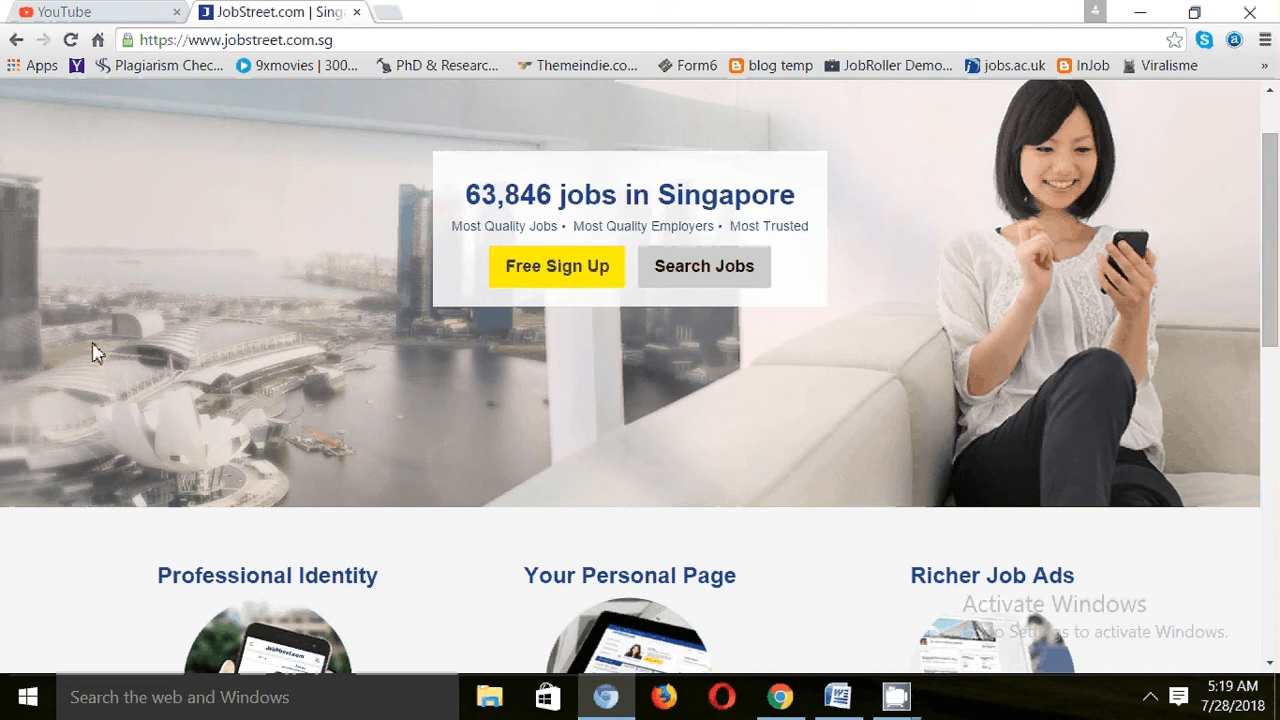 YouTube
JobStreet.com | Sing
https://www.jobstreet.com.sg
Apps
Plagiarism Chec...
9xmovies | 300...
PhD & Researc...
Themeindie.co...
Form6
blog temp
JobRoller Demo...
jobs.ac.uk
InJob
Viralisme
»
63,846 jobs in Singapore
Most Quality Jobs • Most Quality Employers • Most Trusted
Free Sign Up
Search Jobs
Professional Identity
Your Personal Page
Richer Job Ads
JobStreet.com
Activate Windows
to Settings to activate Windows.
Search the web and Windows
5:19 AM
7/28/2018